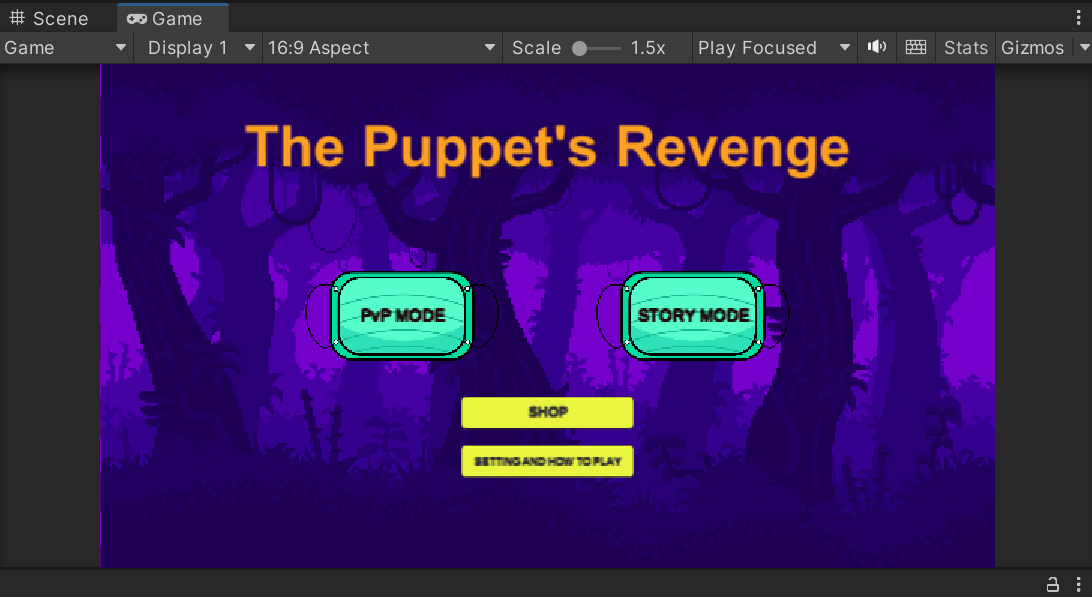 Scene
Game
Game
Display 1
16:9 Aspect
Scale
1.5x
Play Focused
Stats
Gizmos
The Puppet's Revenge
PvP MODE
STORY MODE
SHOP
SETTING AND HOW TO PLAY